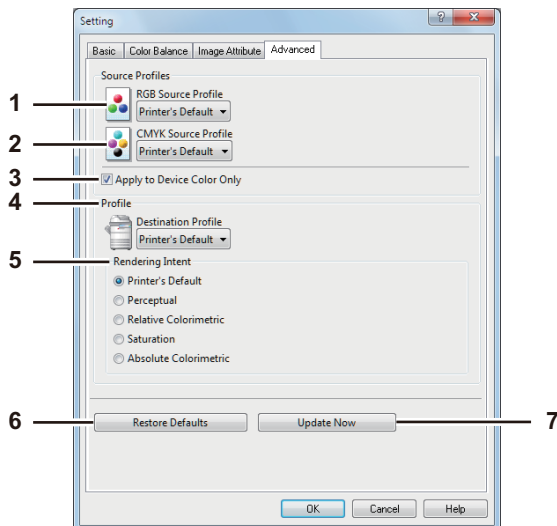 Setting
Basic Color Balance Image Attribute Advanced
Source Profiles
1
RGB Source Profile
Printer's Default
2
CMYK Source Profile
Printer's Default
3
Apply to Device Color Only
4
Profile
Destination Profile
Printer's Default
5
Rendering Intent
Printer's Default
Perceptual
Relative Colorimetric
Saturation
Absolute Colorimetric
6
Restore Defaults Update Now
7
OK Cancel Help